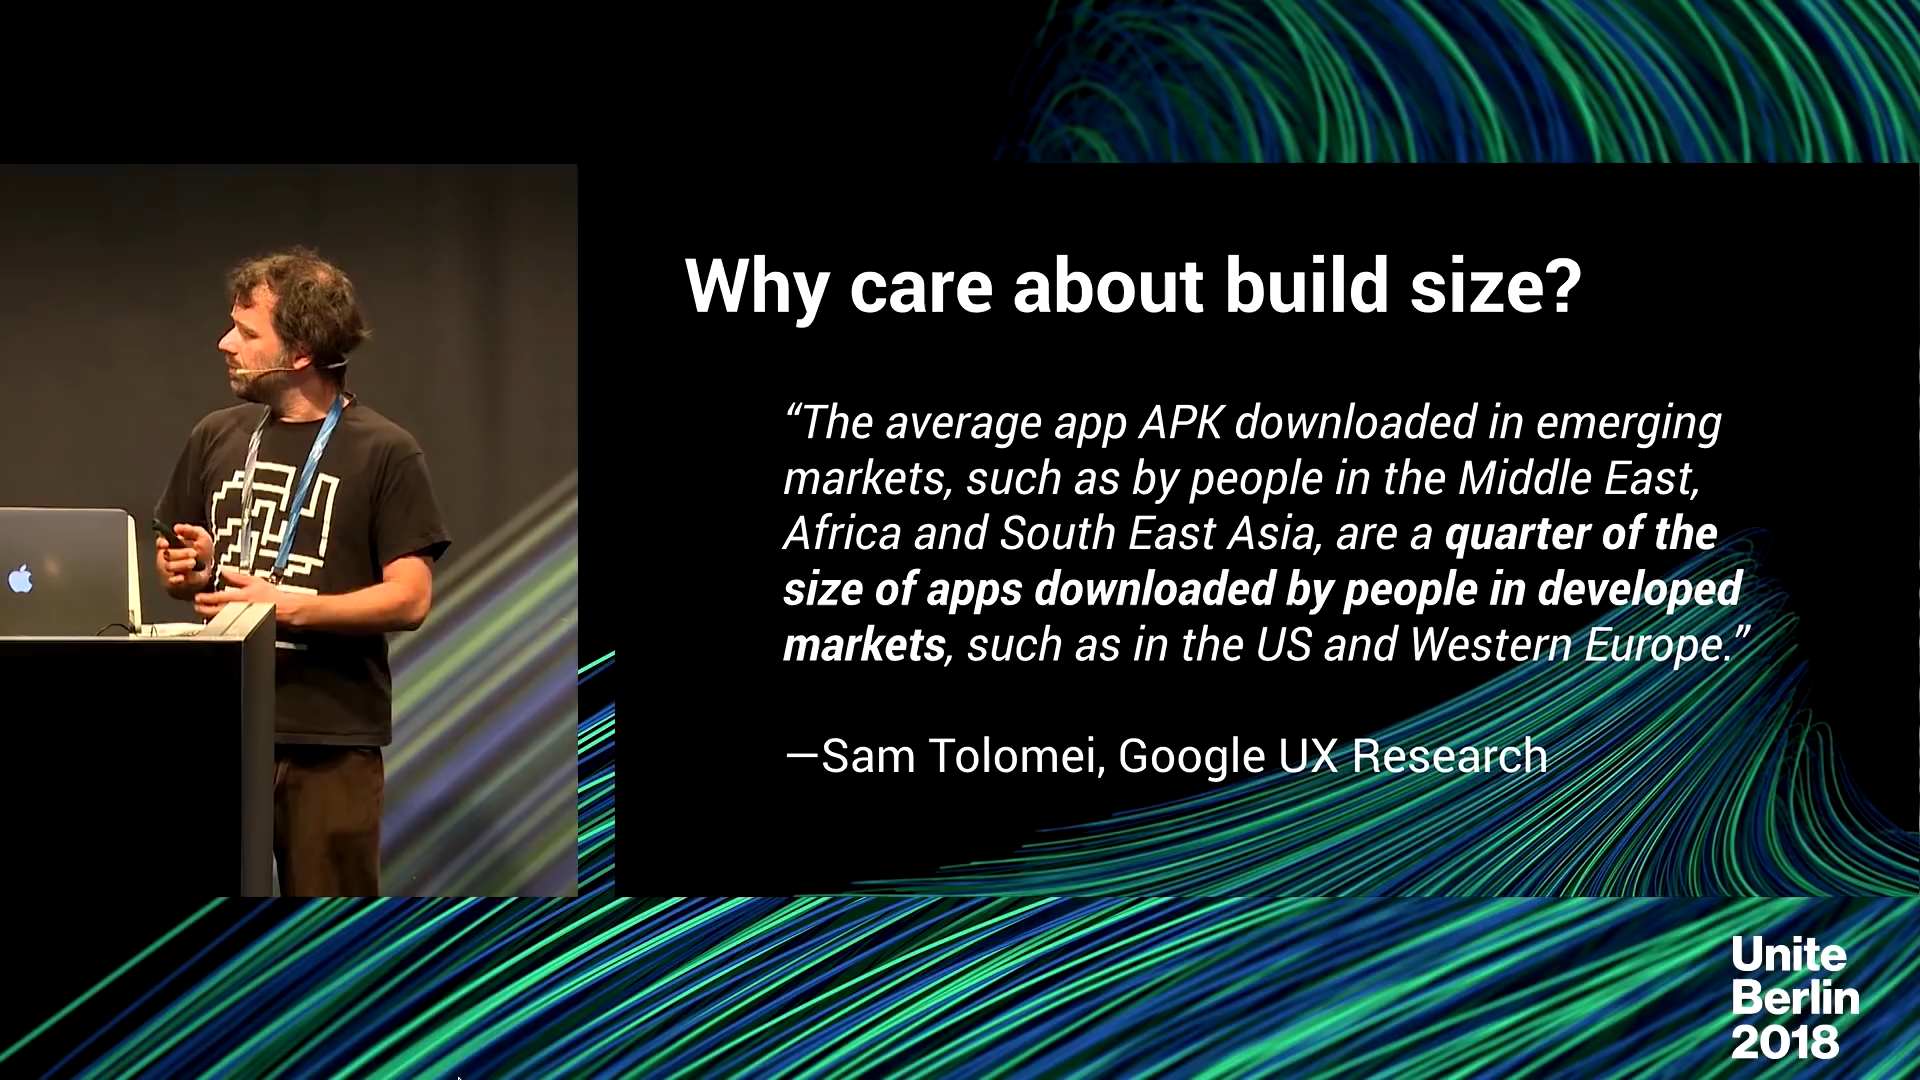 Why care about build size?
“The average app APK downloaded in emerging
markets, such as by people in the Middle East,
Africa and South East Asia, are a quarter of the
size of apps downloaded by people in developed
markets, such as in the US and Western Europe.”
—Sam Tolomei, Google UX Research
Unite
Berlin
2018